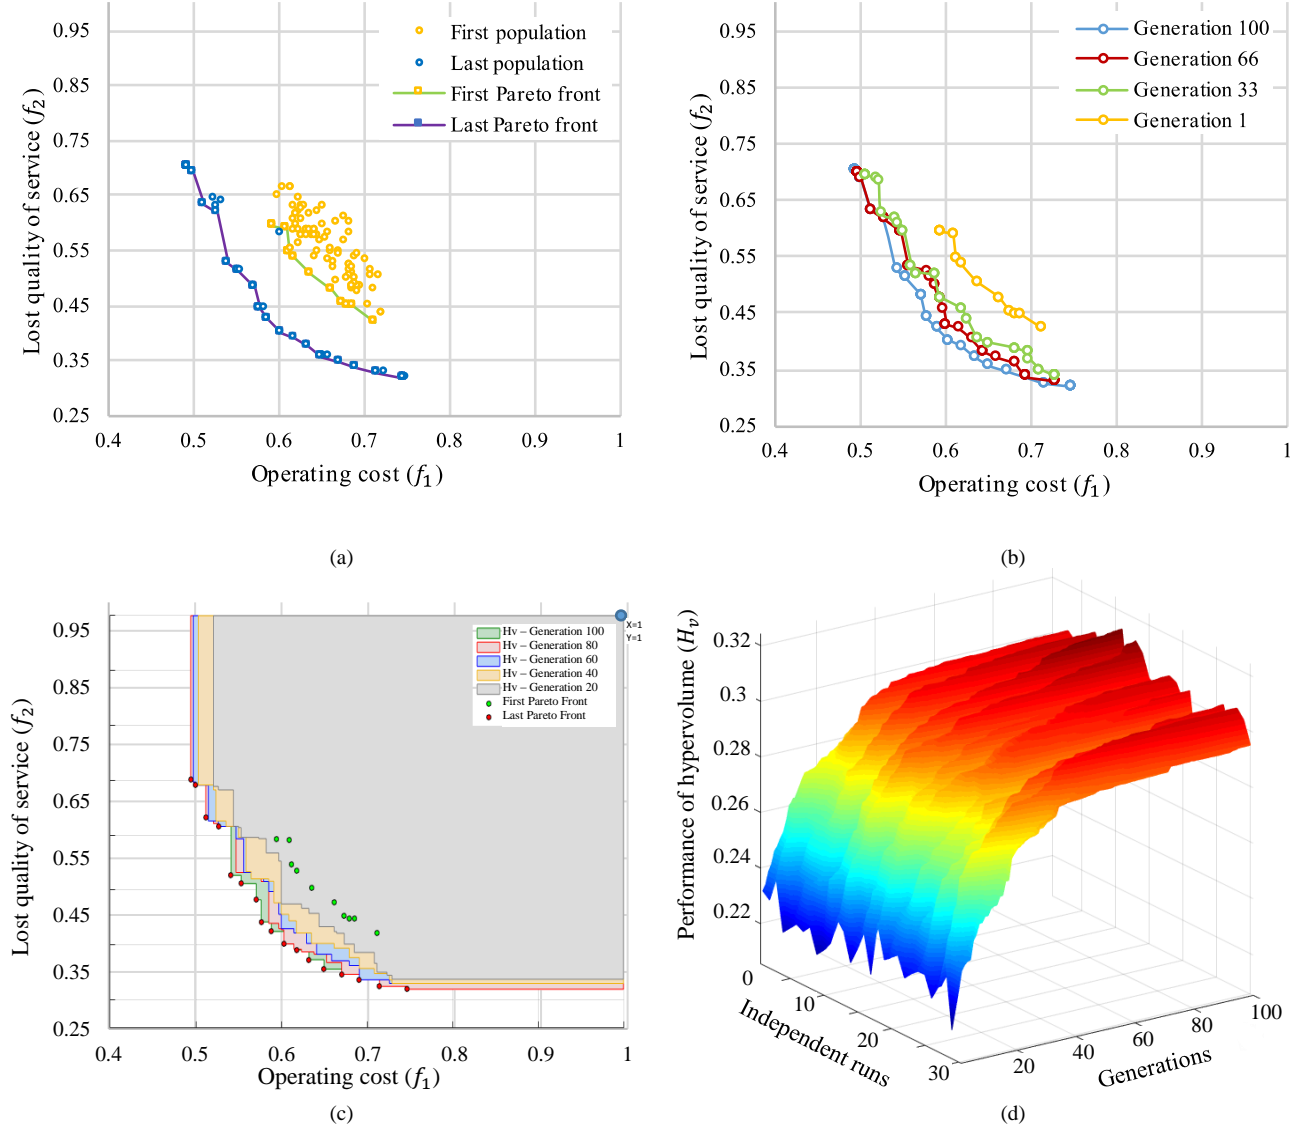 0.95
0.85
0.75
0.65
0.55
0.45
0.35
0.25
Lost quality of service (f2)
First population
Last population
First Pareto front
Last Pareto front
0.4 0.5 0.6 0.7 0.8 0.9 1
Operating cost (f1)
(a)
0.95
0.85
0.75
0.65
0.55
0.45
0.35
0.25
Lost quality of service (f2)
Generation 100
Generation 66
Generation 33
Generation 1
0.4 0.5 0.6 0.7 0.8 0.9 1
Operating cost (f1)
(b)
0.95
0.85
0.75
0.65
0.55
0.45
0.35
0.25
Lost quality of service (f2)
X=1
Y=1
Hv – Generation 100
Hv – Generation 80
Hv – Generation 60
Hv – Generation 40
Hv – Generation 20
First Pareto Front
Last Pareto Front
0.4 0.5 0.6 0.7 0.8 0.9 1
Operating cost (f1)
(c)
Performance of hypervolume (Hv)
0.32
0.3
0.28
0.26
0.24
0.22
0
10
20
30
Independent runs
20
40
60
80
100
Generations
(d)